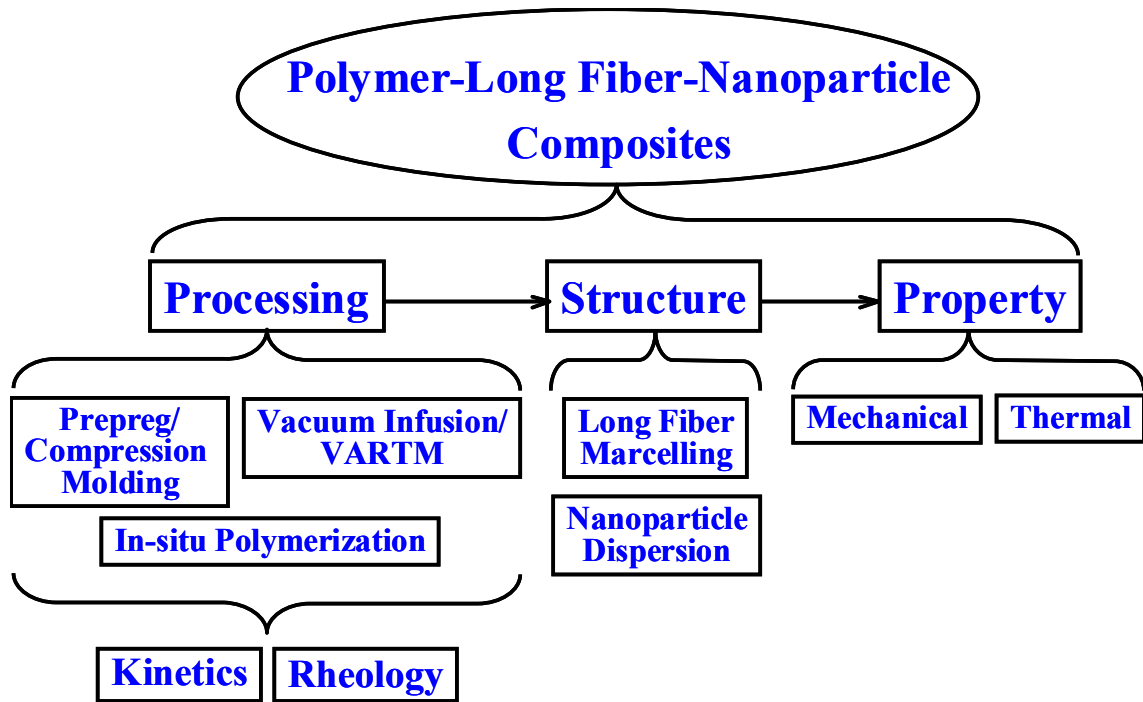 Polymer-Long Fiber-Nanoparticle
Composites
Processing
Structure
Property
Prepreg/
Compression
Molding
Vacuum Infusion/
VARTM
In-situ Polymerization
Long Fiber
Marcelling
Nanoparticle
Dispersion
Mechanical
Thermal
Kinetics
Rheology